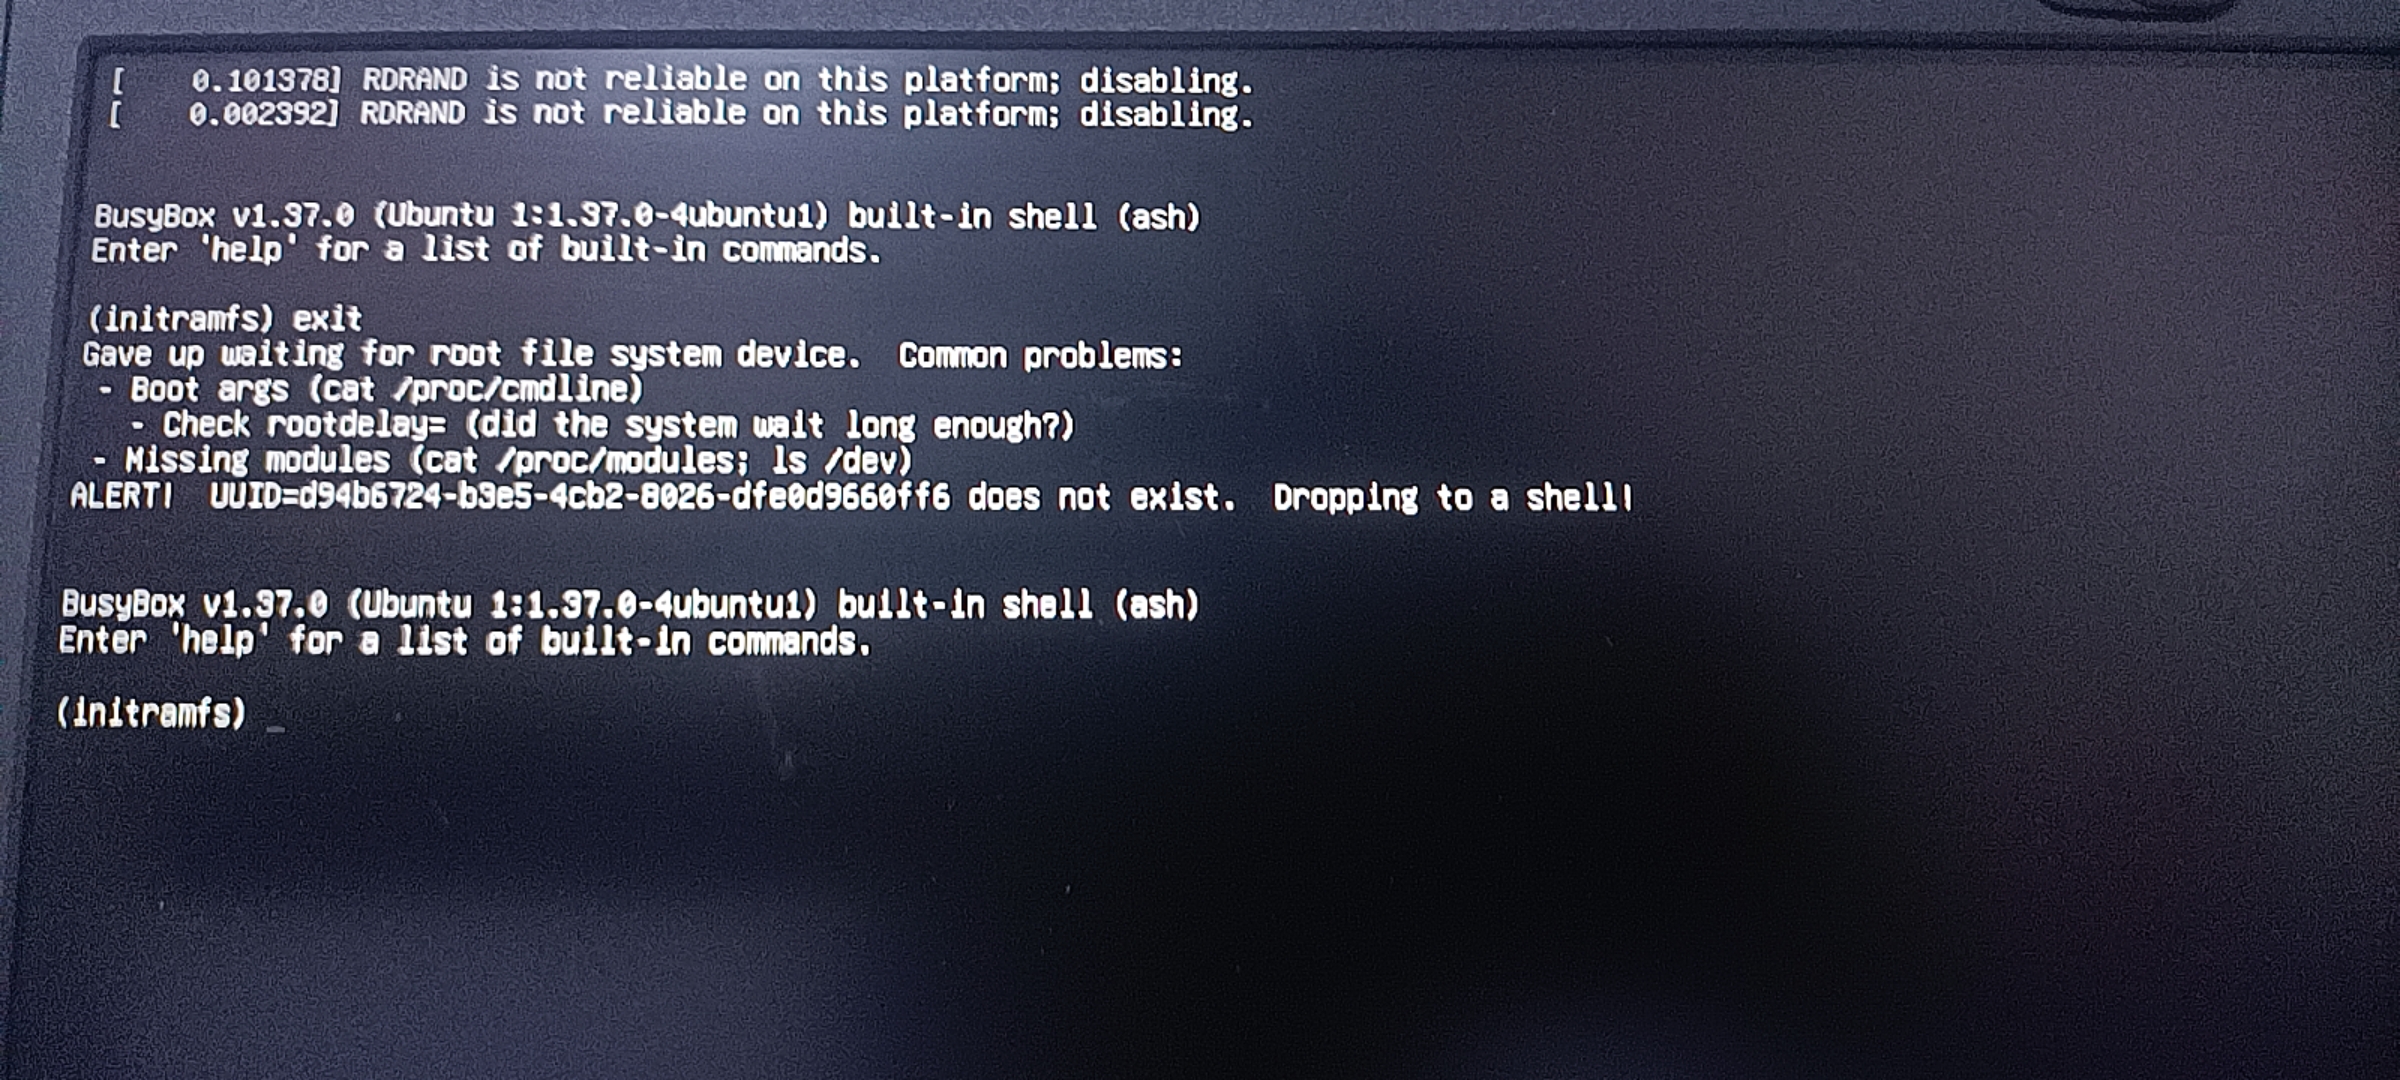 [    0.101378] RDRAND is not reliable on this platform; disabling.
[    0.002392] RDRAND is not reliable on this platform; disabling.
BusyBox v1.37.0 (Ubuntu 1:1.37.0-4ubuntu1) built-in shell (ash)
Enter 'help' for a list of built-in commands.
(initramfs) exit
Gave up waiting for root file system device.  Common problems:
 - Boot args (cat /proc/cmdline)
   - Check rootdelay= (did the system wait long enough?)
 - Missing modules (cat /proc/modules; ls /dev)
ALERT!  UUID=d94b6724-b3e5-4cb2-8026-dfe0d9660ff6 does not exist.  Dropping to a shell!
BusyBox v1.37.0 (Ubuntu 1:1.37.0-4ubuntu1) built-in shell (ash)
Enter 'help' for a list of built-in commands.
(initramfs) _